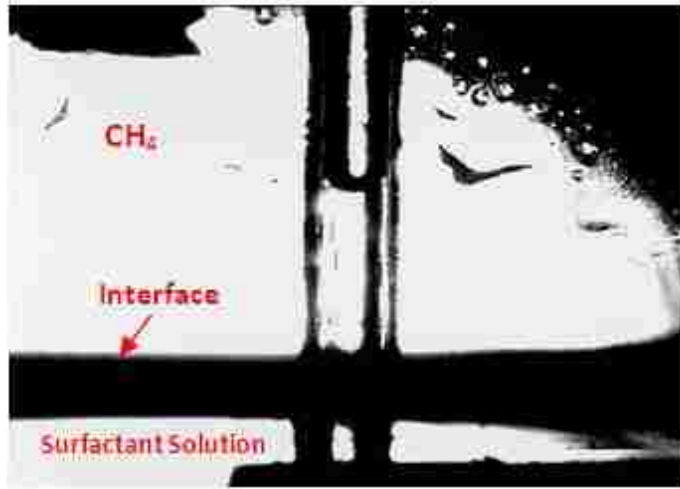 CH₄
Interface
Surfactant Solution